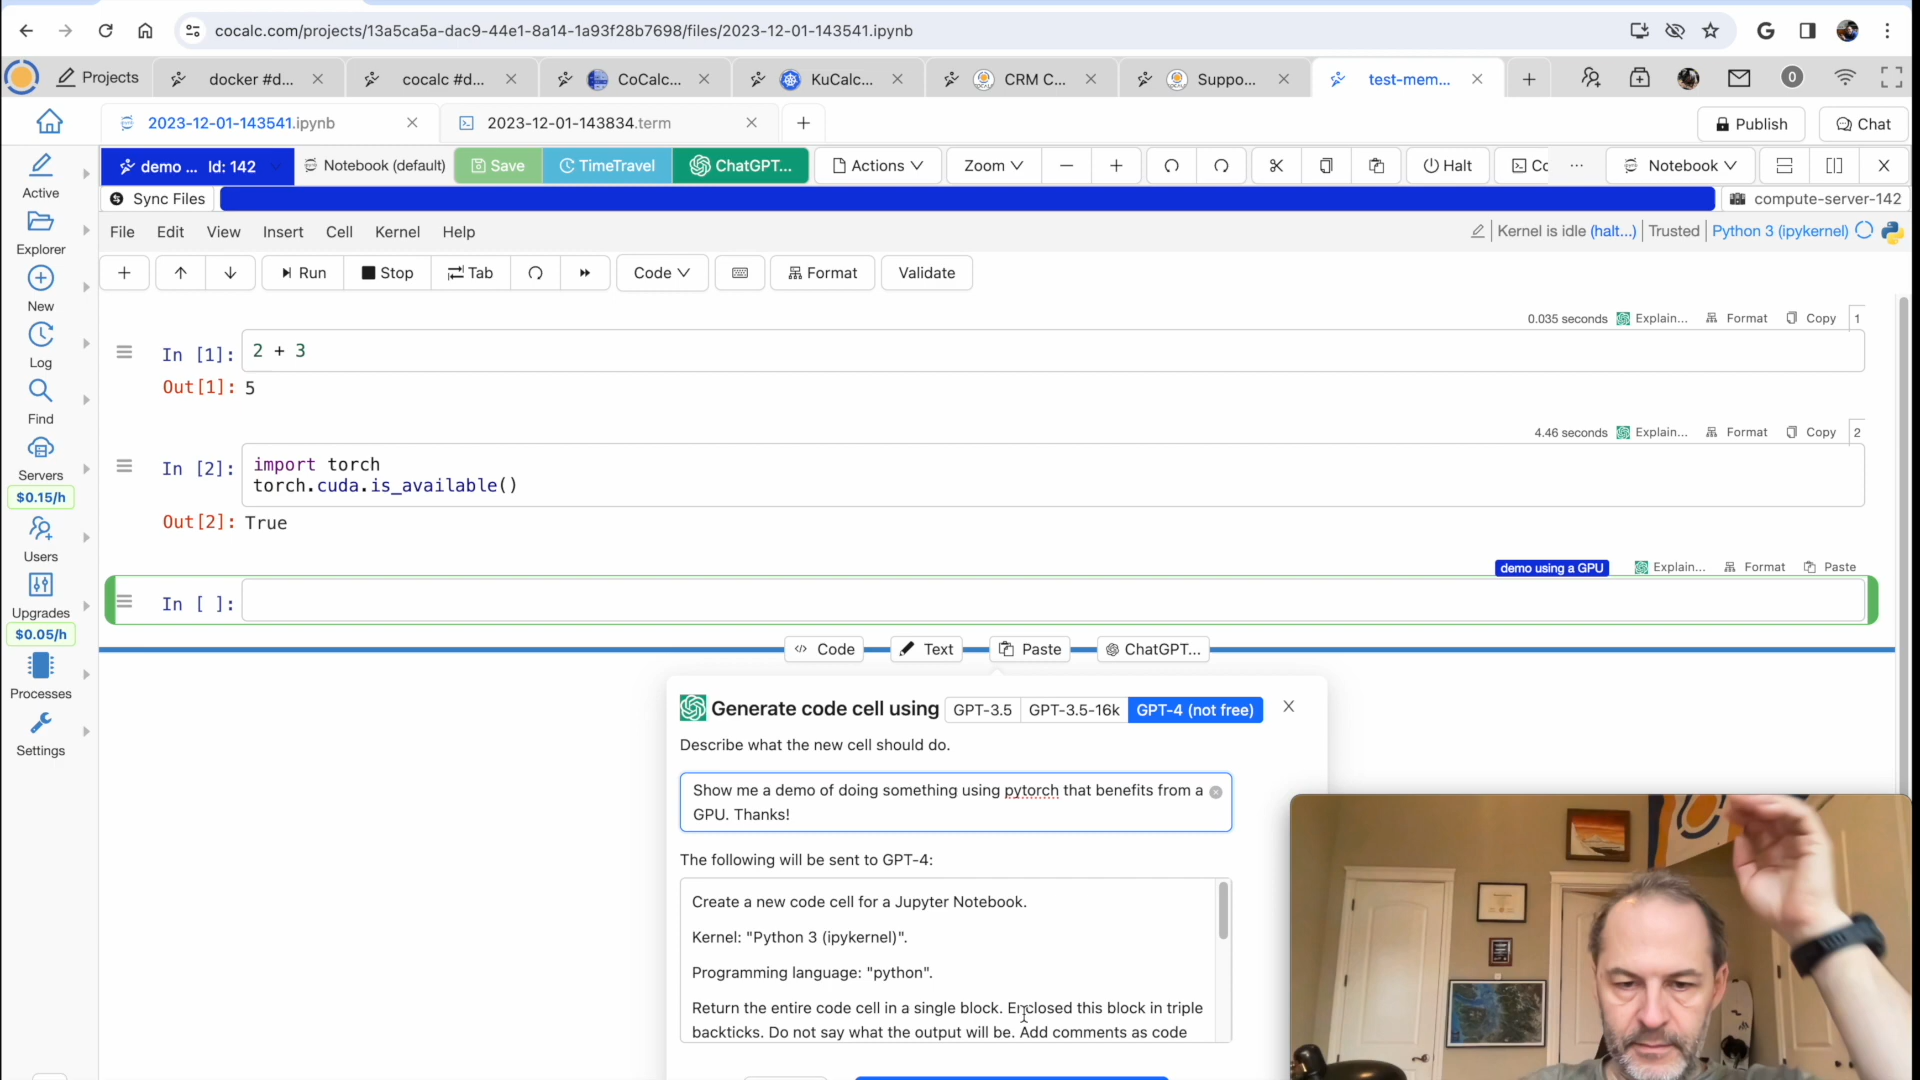 cocalc.com/projects/13a5ca5a-dac9-44e1-8a14-1a93f28b7698/files/2023-12-01-143541.ipynb
Projects
docker #d...
cocalc #d...
CoCalc...
KuCalc...
CRM C...
Suppo...
test-mem...
0
2023-12-01-143541.ipynb
2023-12-01-143834.term
Publish
Chat
demo ... Id: 142
Notebook (default)
Save
TimeTravel
ChatGPT...
Actions
Zoom
Halt
Co
...
Notebook
Sync Files
compute-server-142
File Edit View Insert Cell Kernel Help
Kernel is idle (halt...) Trusted Python 3 (ipykernel)
Run
Stop
Tab
Code
Format
Validate
Active
Explorer
New
Log
Find
Servers
$0.15/h
Users
Upgrades
$0.05/h
Processes
Settings
0.035 seconds Explain... Format Copy 1
In [1]: 2 + 3
Out[1]: 5
4.46 seconds Explain... Format Copy 2
In [2]: import torch
torch.cuda.is_available()
Out[2]: True
demo using a GPU Explain... Format Paste
In [ ]:
Code
Text
Paste
ChatGPT...
Generate code cell using GPT-3.5 GPT-3.5-16k GPT-4 (not free)
Describe what the new cell should do.
Show me a demo of doing something using pytorch that benefits from a
GPU. Thanks!
The following will be sent to GPT-4:
Create a new code cell for a Jupyter Notebook.
Kernel: "Python 3 (ipykernel)".
Programming language: "python".
Return the entire code cell in a single block. Enclosed this block in triple
backticks. Do not say what the output will be. Add comments as code